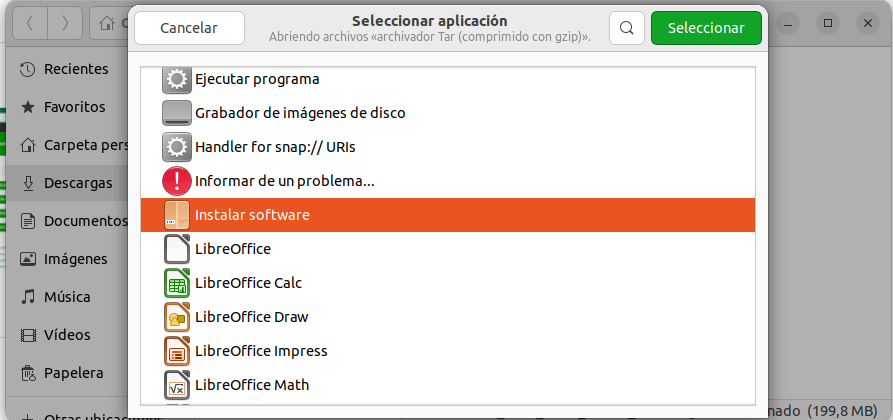 Cancelar
Seleccionar aplicación
Abriendo archivos «archivador Tar (comprimido con gzip)».
Seleccionar
Recientes
Favoritos
Carpeta pers
Descargas
Documentos
Imágenes
Música
Vídeos
Papelera
Otras ubicaciones
Ejecutar programa
Grabador de imágenes de disco
Handler for snap:// URIs
Informar de un problema...
Instalar software
LibreOffice
LibreOffice Calc
LibreOffice Draw
LibreOffice Impress
LibreOffice Math
nado (199,8 MB)